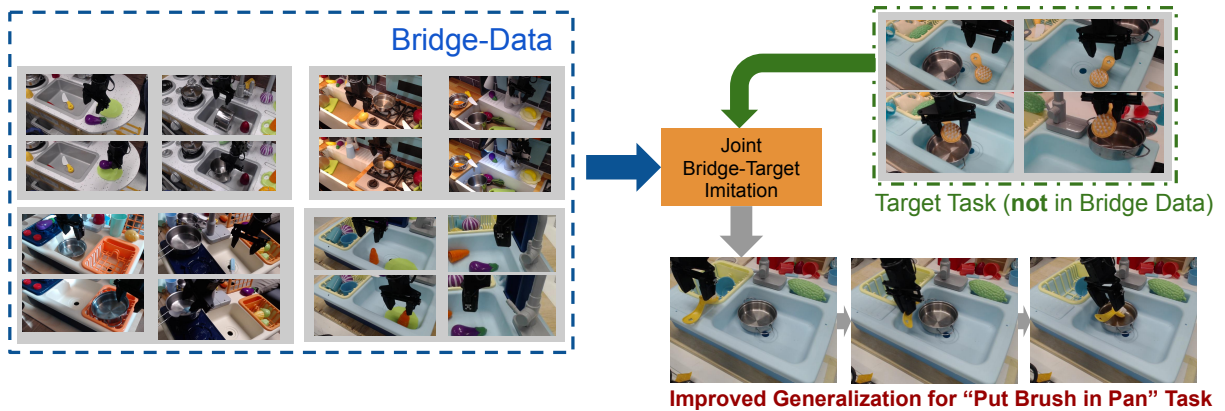 Bridge-Data
Joint
Bridge-Target
Imitation
Target Task (not in Bridge Data)
Improved Generalization for “Put Brush in Pan” Task